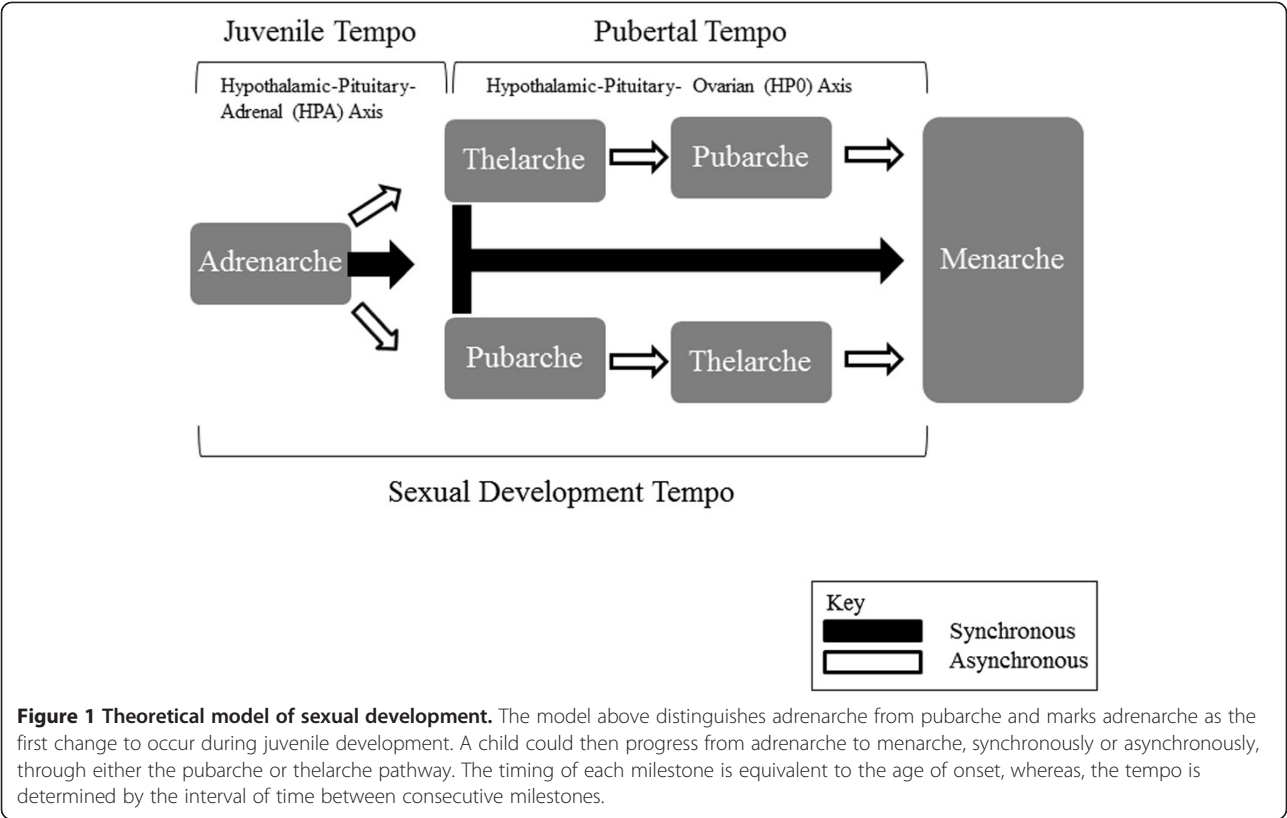 Juvenile Tempo
Pubertal Tempo
Hypothalamic-Pituitary-
Adrenal (HPA) Axis
Hypothalamic-Pituitary- Ovarian (HP0) Axis
Thelarche
Pubarche
Adrenarche
Menarche
Pubarche
Thelarche
Sexual Development Tempo
Key
Synchronous
Asynchronous
Figure 1 Theoretical model of sexual development. The model above distinguishes adrenarche from pubarche and marks adrenarche as the
first change to occur during juvenile development. A child could then progress from adrenarche to menarche, synchronously or asynchronously,
through either the pubarche or thelarche pathway. The timing of each milestone is equivalent to the age of onset, whereas, the tempo is
determined by the interval of time between consecutive milestones.